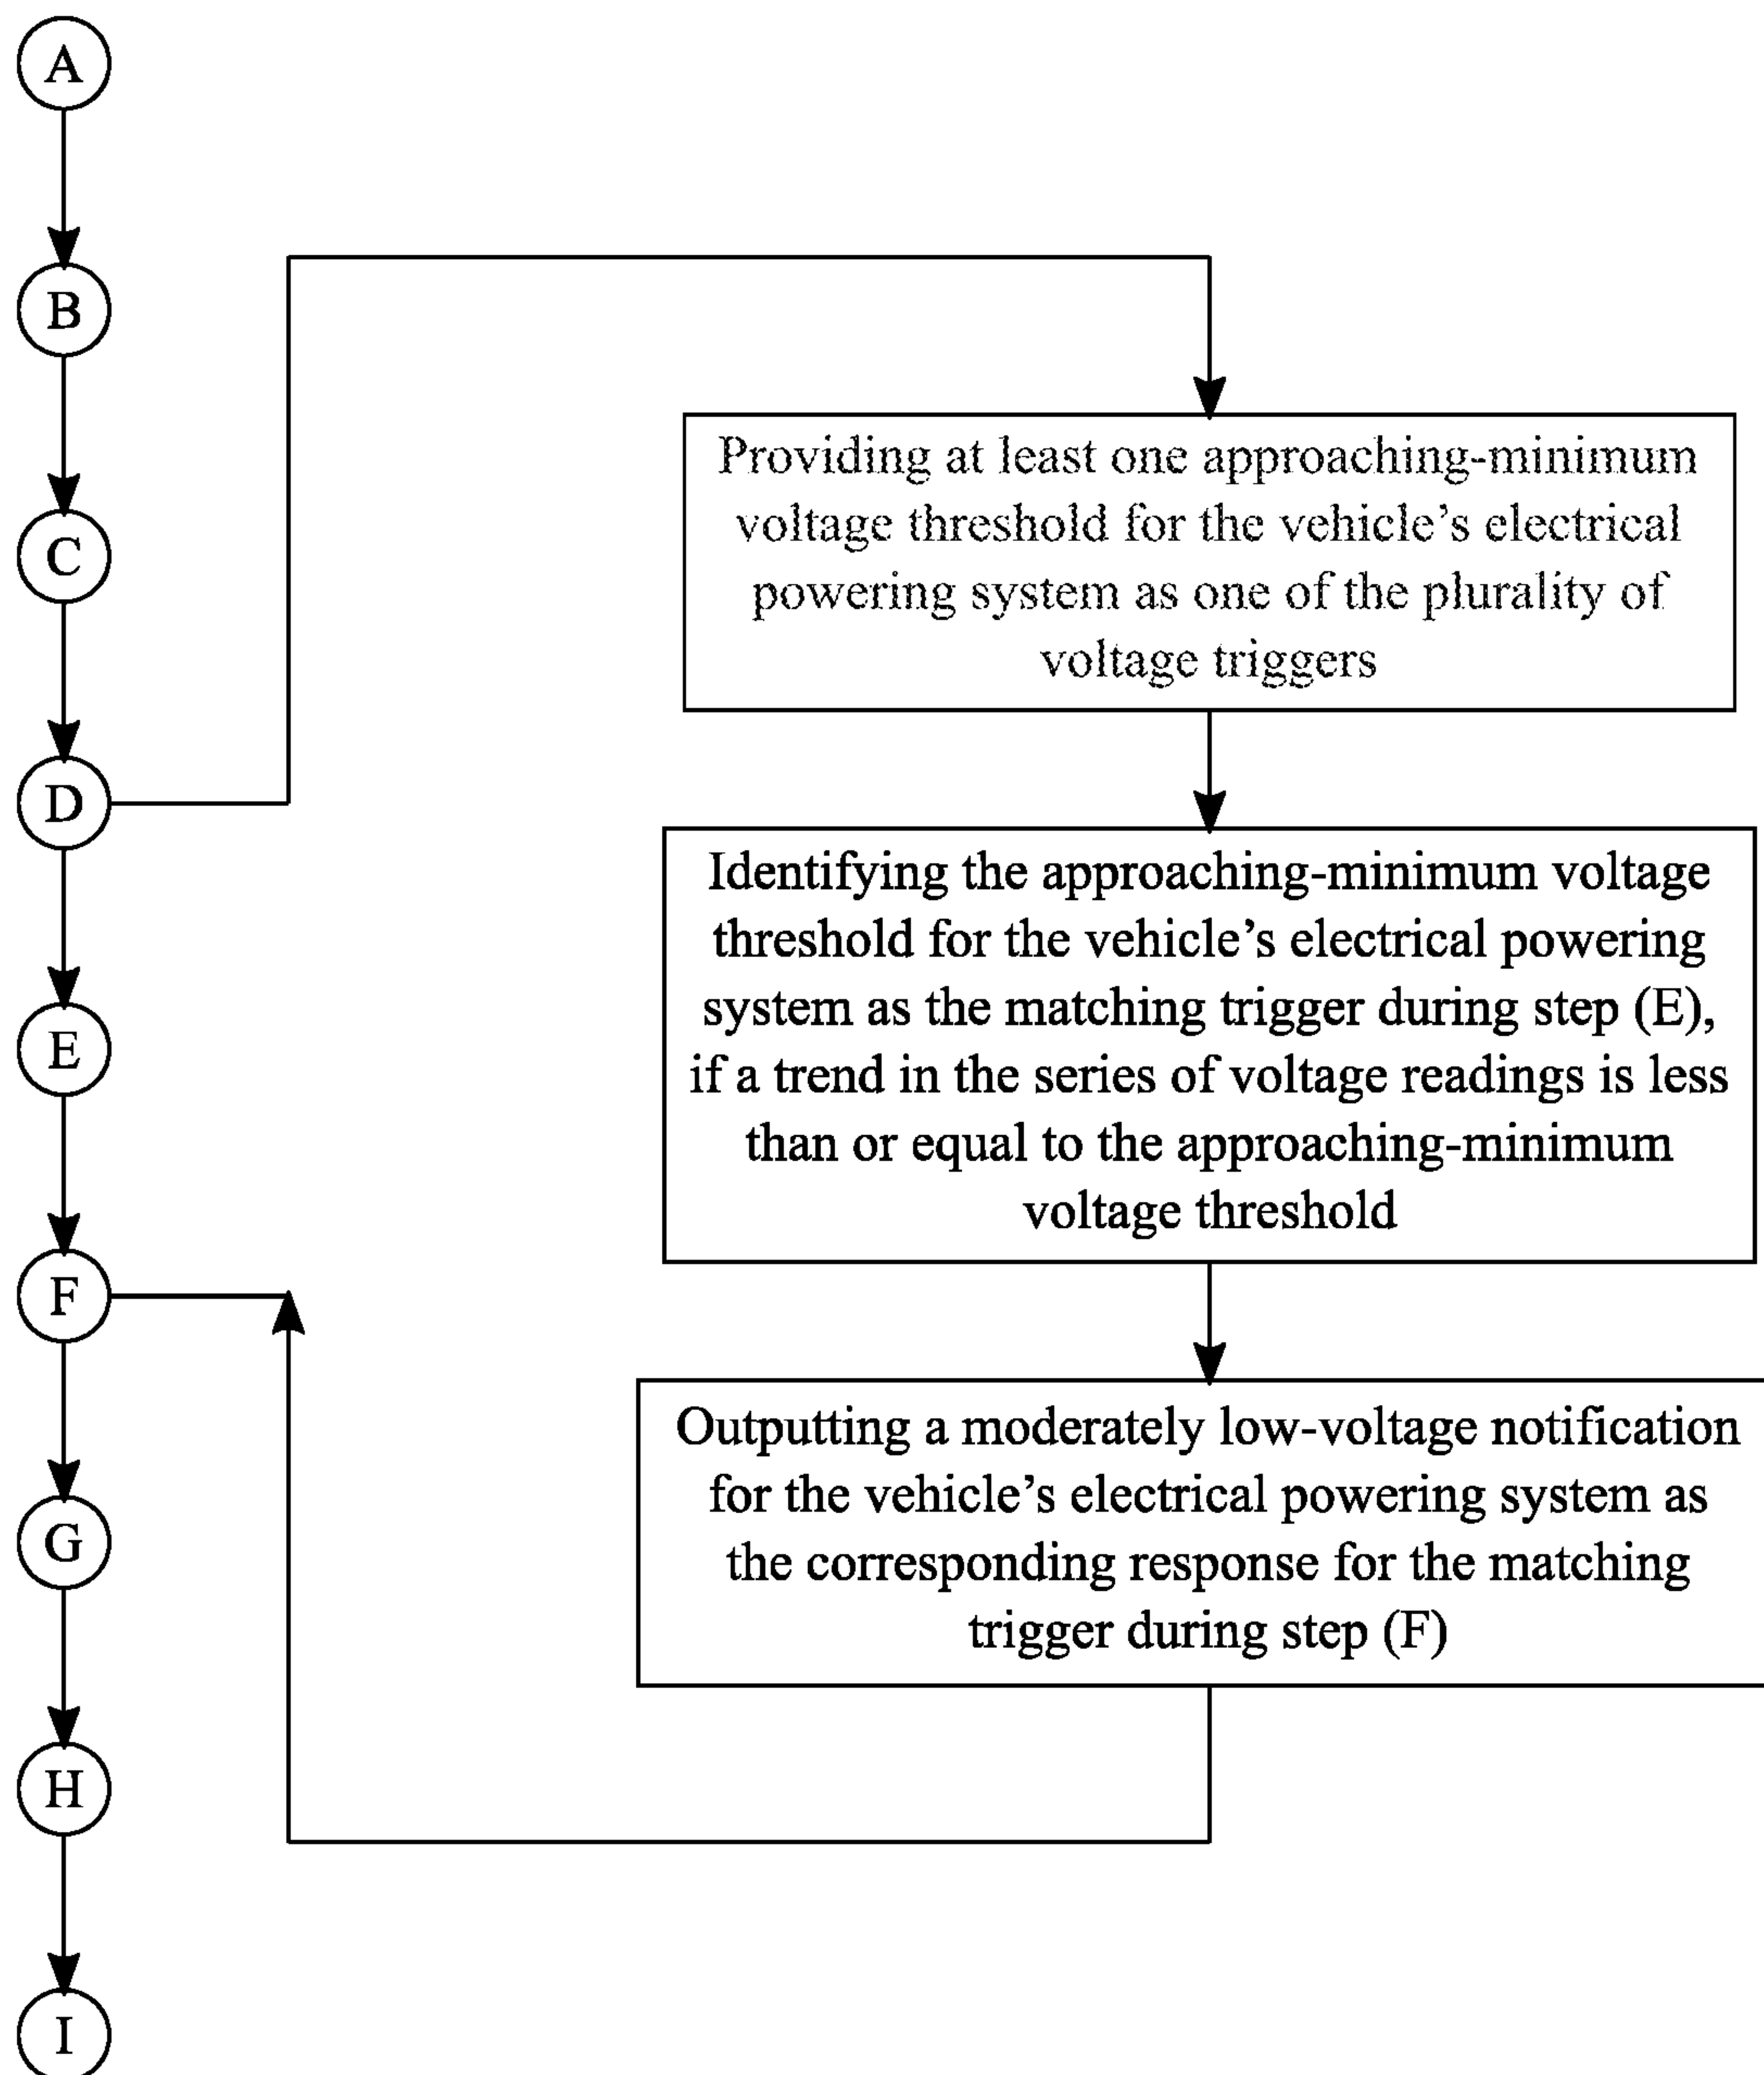 A
B
C
D
E
F
G
H
I
Providing at least one approaching-minimum
voltage threshold for the vehicle’s electrical
powering system as one of the plurality of
voltage triggers
Identifying the approaching-minimum voltage
threshold for the vehicle’s electrical powering
system as the matching trigger during step (E),
if a trend in the series of voltage readings is less
than or equal to the approaching-minimum
voltage threshold
Outputting a moderately low-voltage notification
for the vehicle’s electrical powering system as
the corresponding response for the matching
trigger during step (F)